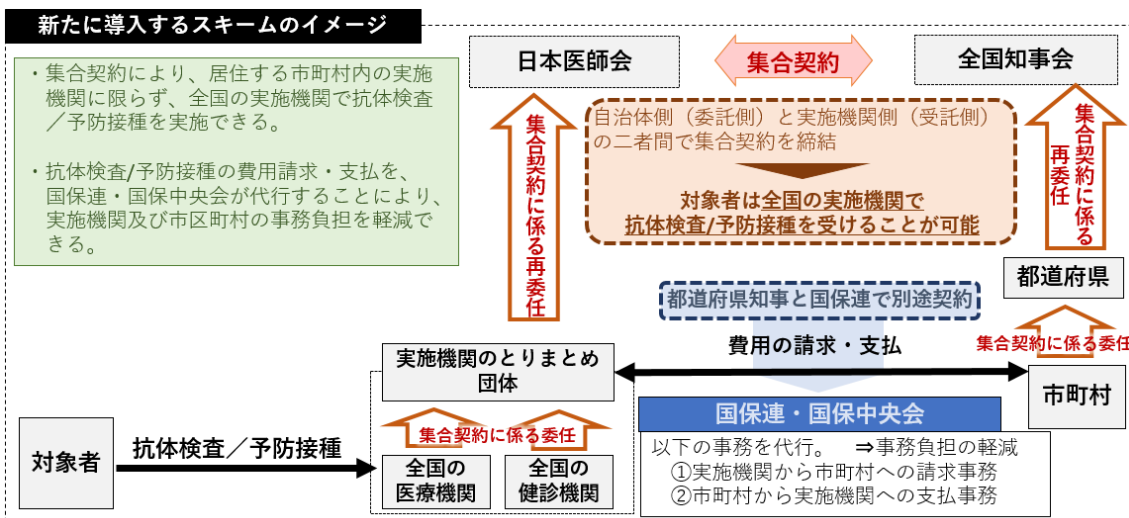 新たに導入するスキームのイメージ
・集合契約により、居住する市町村内の実施
機関に限らず、全国の実施機関で抗体検査
／予防接種を実施できる。
・抗体検査/予防接種の費用請求・支払を、
国保連・国保中央会が代行することにより、
実施機関及び市区町村の事務負担を軽減で
きる。
日本医師会
集合契約
全国知事会
自治体側（委託側）と実施機関側（受託側）
の二者間で集合契約を締結
対象者は全国の実施機関で
抗体検査/予防接種を受けることが可能
集合契約に係る再委任
集合契約に係る
再委任
都道府県
都道府県知事と国保連で別途契約
費用の請求・支払
集合契約に係る委任
実施機関のとりまとめ
団体
市町村
国保連・国保中央会
以下の事務を代行。　⇒事務負担の軽減
①実施機関から市町村への請求事務
②市町村から実施機関への支払事務
集合契約に係る委任
対象者
抗体検査／予防接種
全国の
医療機関
全国の
健診機関